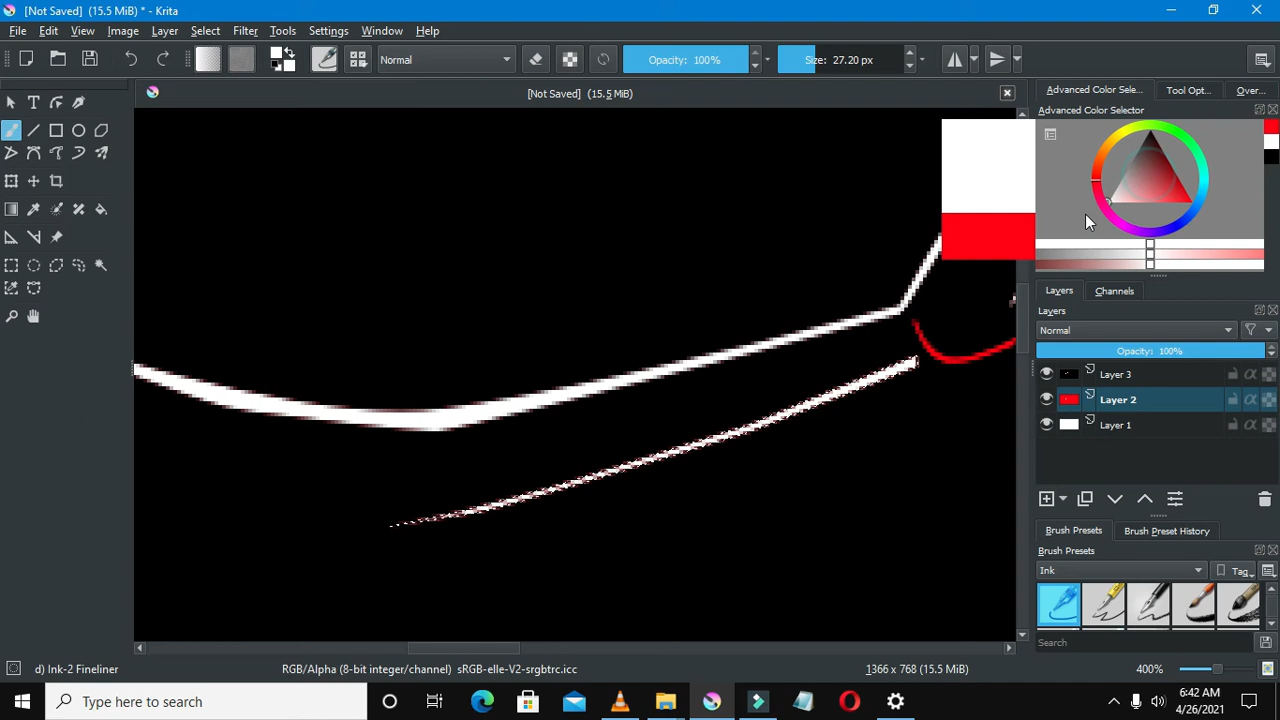 [Not Saved] (15.5 MiB) * - Krita
File Edit View Image Layer Select Filter Tools Settings Window Help
Normal Opacity: 100% Size: 27.20 px
[Not Saved] (15.5 MiB)
Advanced Color Sele... Tool Opt... Over...
Advanced Color Selector
Layers Channels
Layers
Normal
Opacity: 100%
Layer 3
Layer 2
Layer 1
Brush Presets Brush Preset History
Brush Presets
Ink Tag
Search
d) Ink-2 Fineliner RGB/Alpha (8-bit integer/channel) sRGB-elle-V2-srgbtrc.icc 1366 x 768 (15.5 MiB) 400%
Type here to search
6:42 AM
4/26/2021